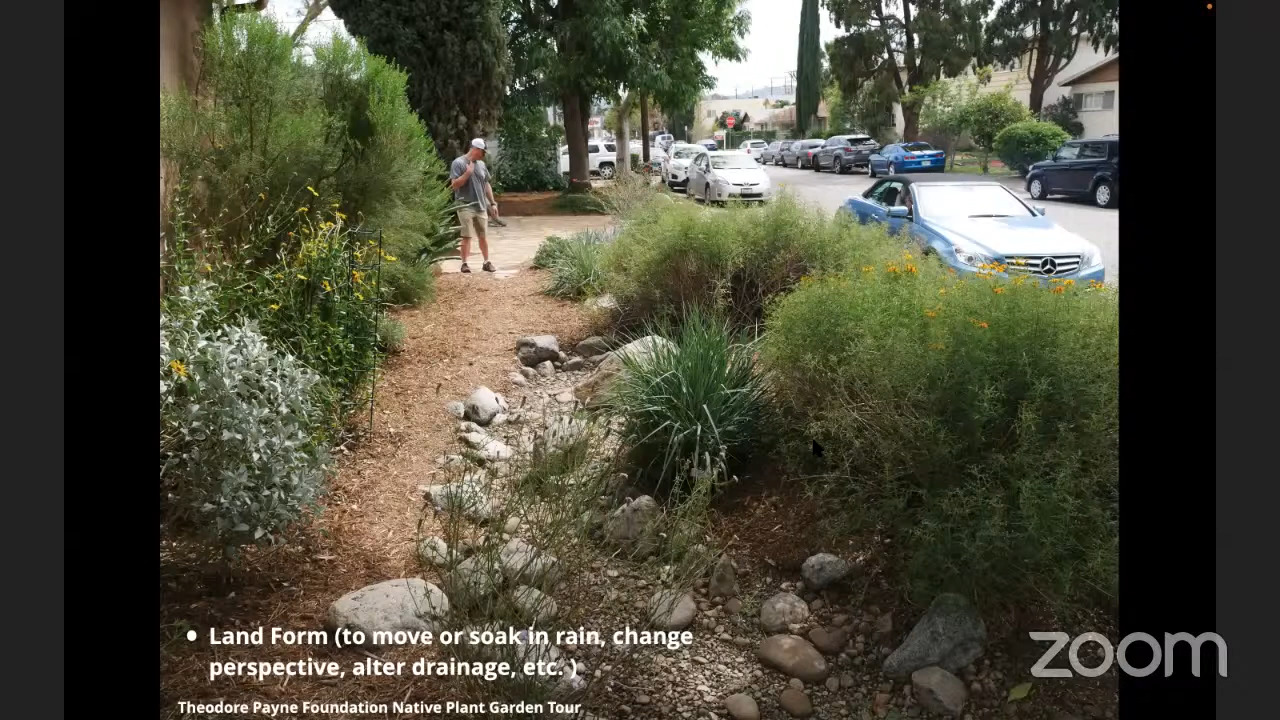 • Land Form (to move or soak in rain, change
perspective, alter drainage, etc. )
Theodore Payne Foundation Native Plant Garden Tour
zoom